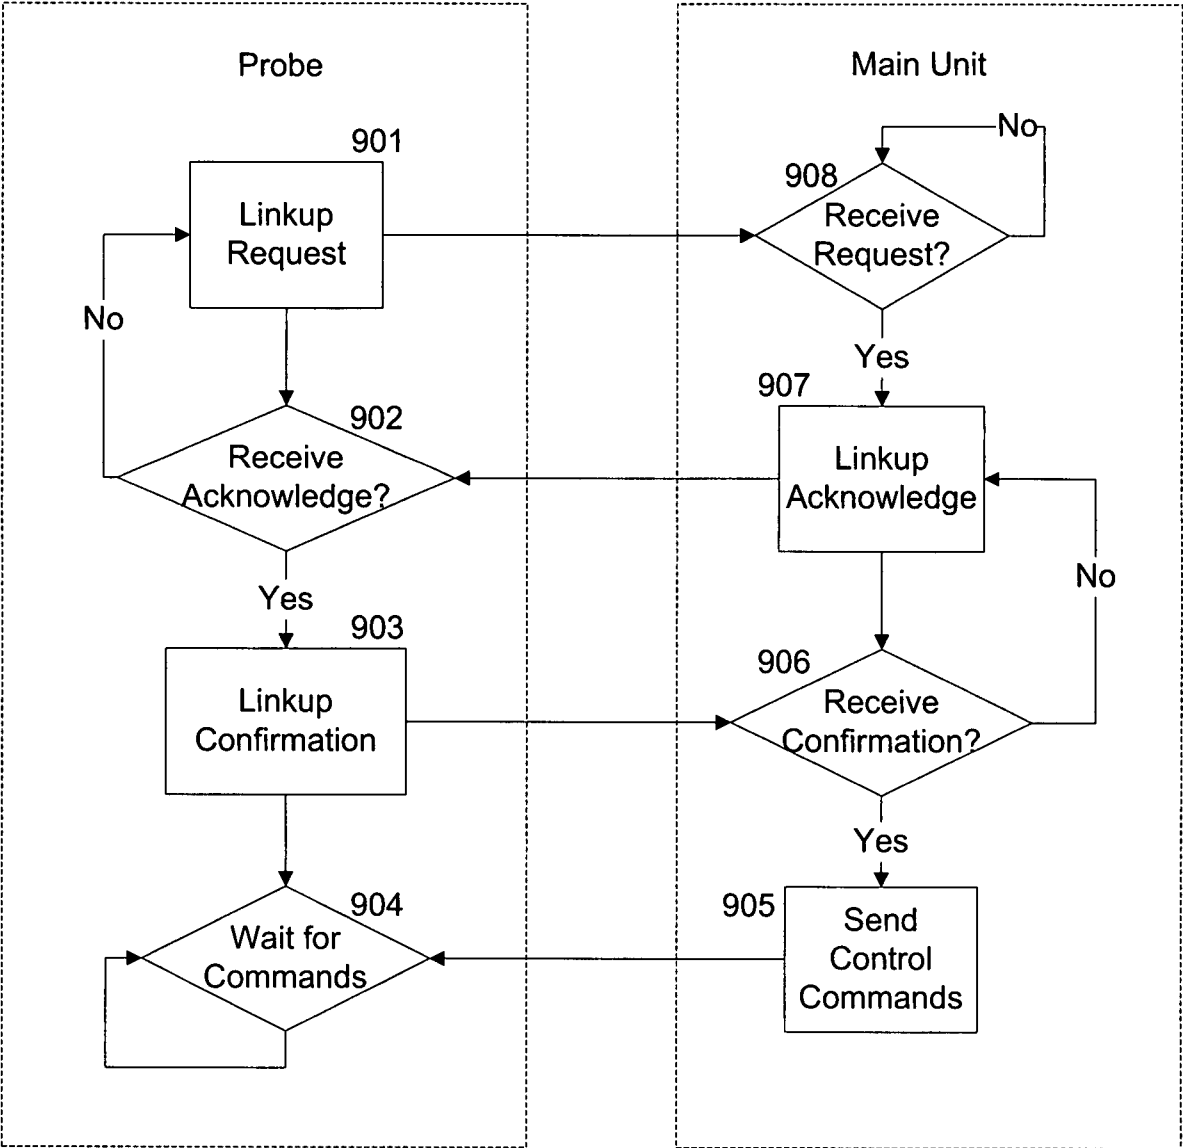 Probe
901
Linkup
Request
No
902
Receive
Acknowledge?
Yes
903
Linkup
Confirmation
904
Wait for
Commands
Main Unit
No
908
Receive
Request?
Yes
907
Linkup
Acknowledge
No
906
Receive
Confirmation?
Yes
905
Send
Control
Commands